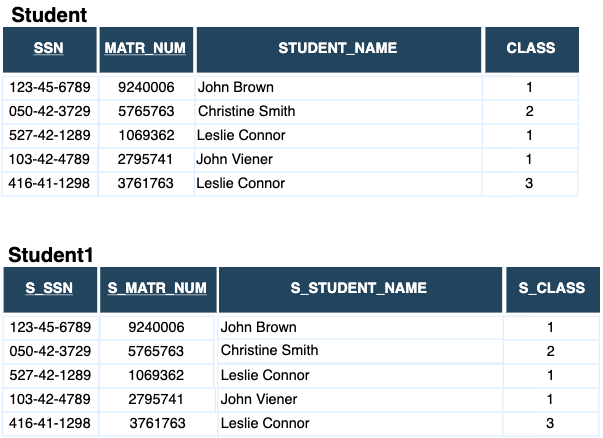 Student
SSN MATR_NUM STUDENT_NAME CLASS
123-45-6789 9240006 John Brown 1
050-42-3729 5765763 Christine Smith 2
527-42-1289 1069362 Leslie Connor 1
103-42-4789 2795741 John Viener 1
416-41-1298 3761763 Leslie Connor 3
Student1
S_SSN S_MATR_NUM S_STUDENT_NAME S_CLASS
123-45-6789 9240006 John Brown 1
050-42-3729 5765763 Christine Smith 2
527-42-1289 1069362 Leslie Connor 1
103-42-4789 2795741 John Viener 1
416-41-1298 3761763 Leslie Connor 3